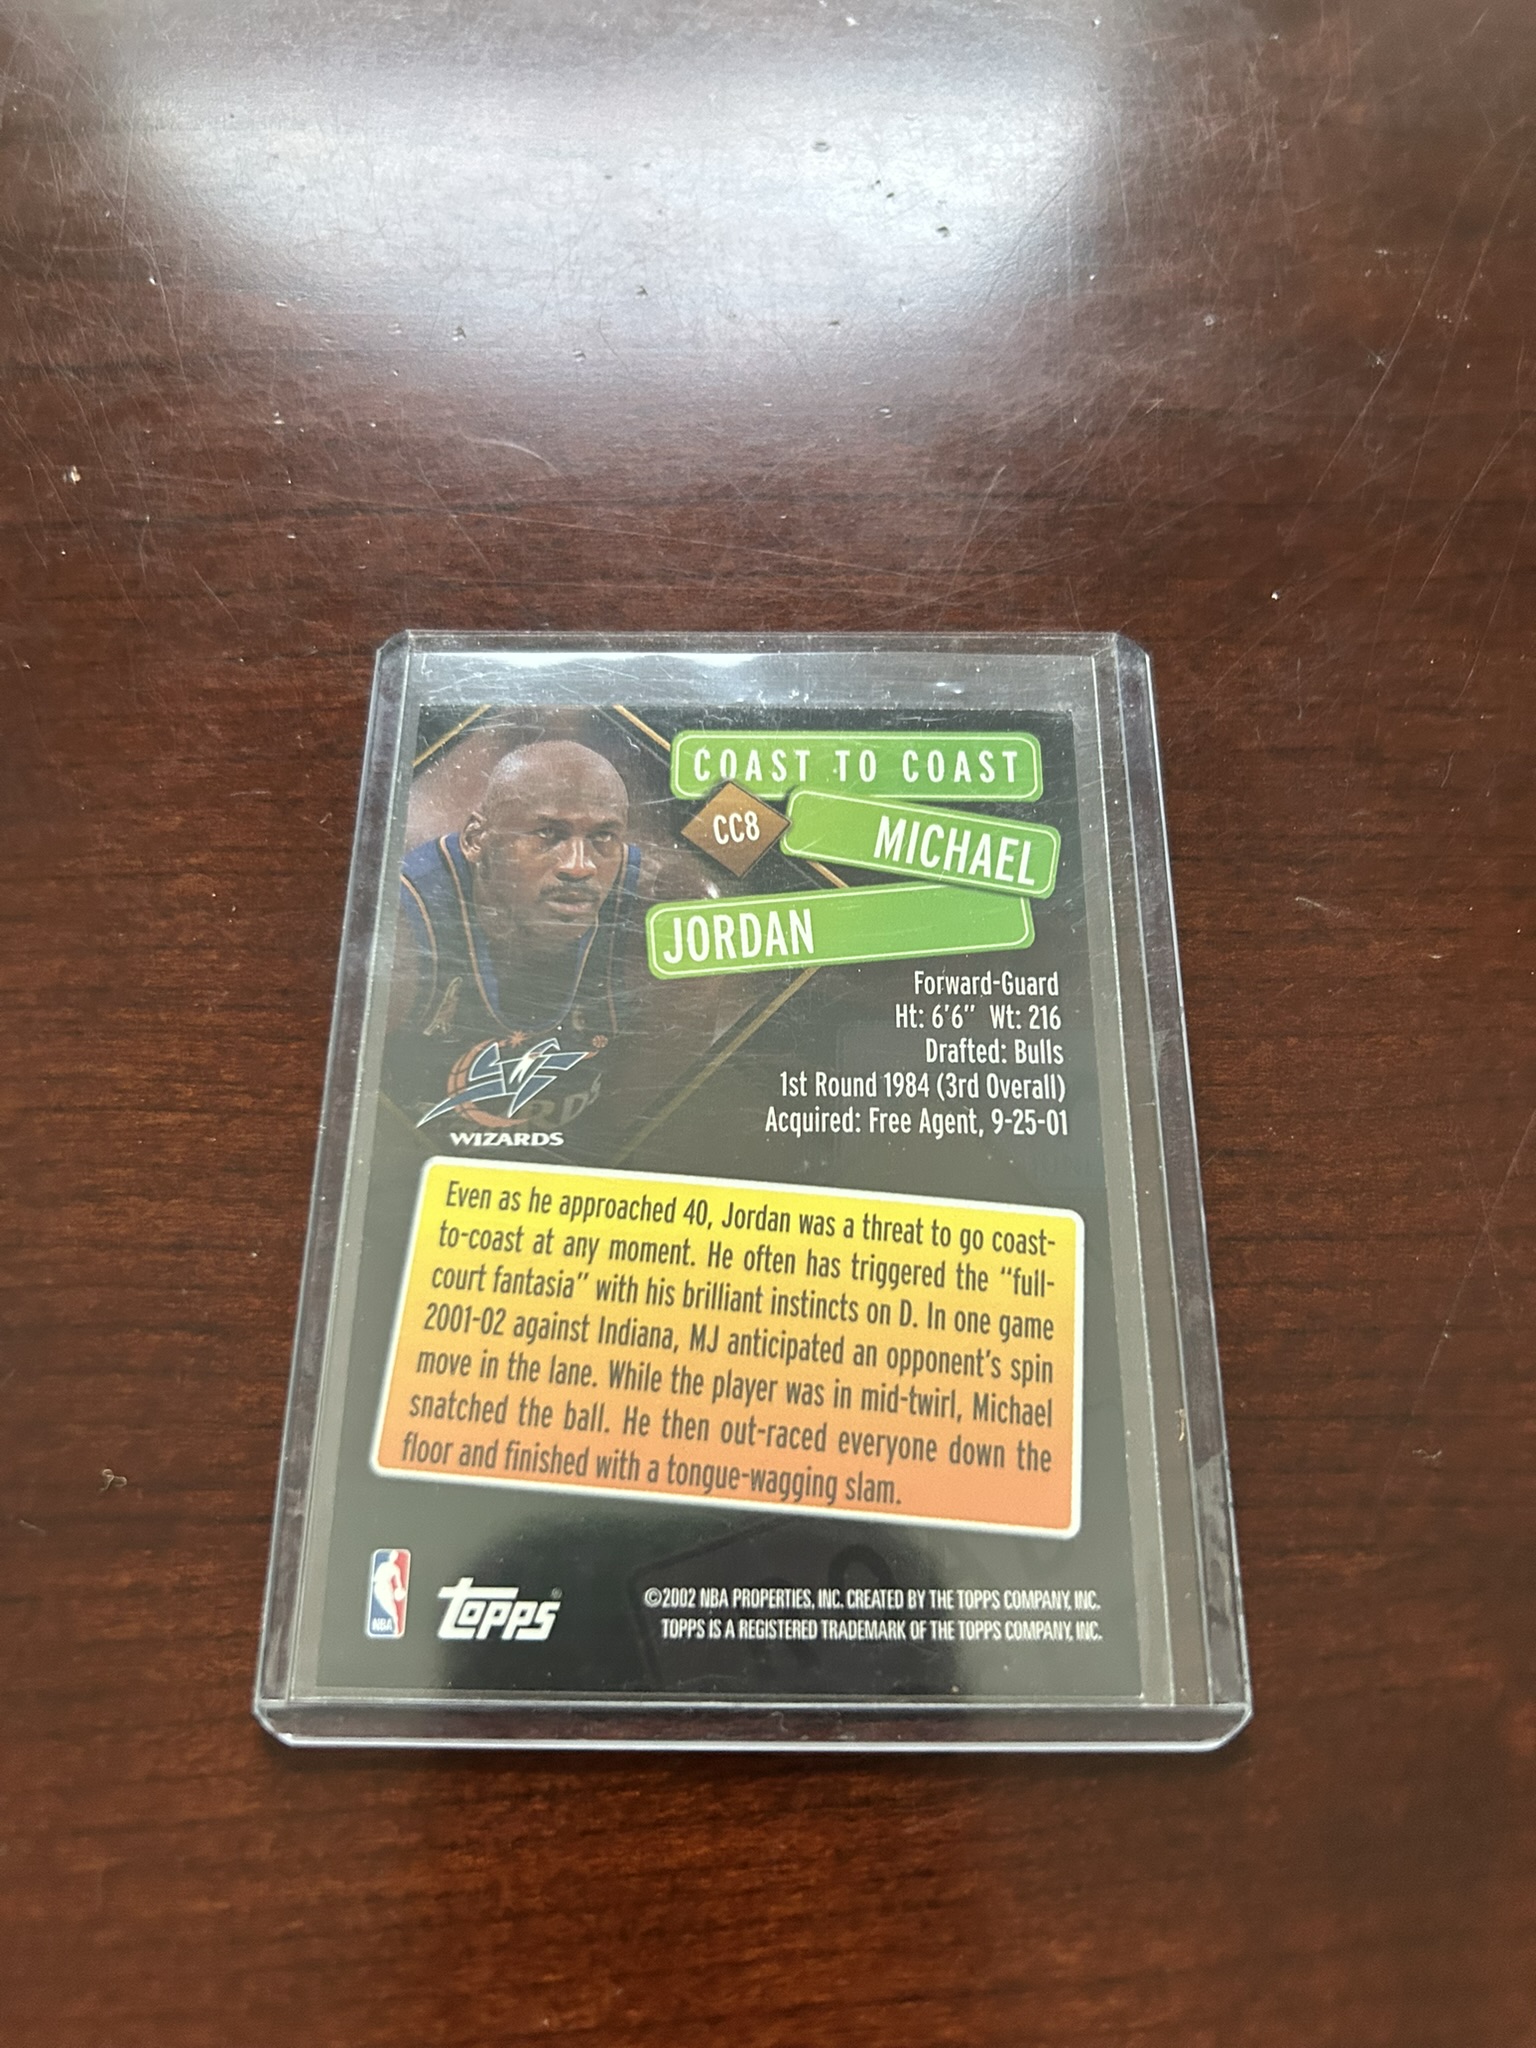 COAST TO COAST
CC8
MICHAEL
JORDAN
Forward-Guard
Ht: 6'6" Wt: 216
Drafted: Bulls
1st Round 1984 (3rd Overall)
Acquired: Free Agent, 9-25-01
WIZARDS
Even as he approached 40, Jordan was a threat to go coast-
to-coast at any moment. He often has triggered the "full-
court fantasia" with his brilliant instincts on D. In one game
2001-02 against Indiana, MJ anticipated an opponent's spin
move in the lane. While the player was in mid-twirl, Michael
snatched the ball. He then out-raced everyone down the
floor and finished with a tongue-wagging slam.
NBA
topps®
©2002 NBA PROPERTIES, INC. CREATED BY THE TOPPS COMPANY, INC.
TOPPS IS A REGISTERED TRADEMARK OF THE TOPPS COMPANY, INC.